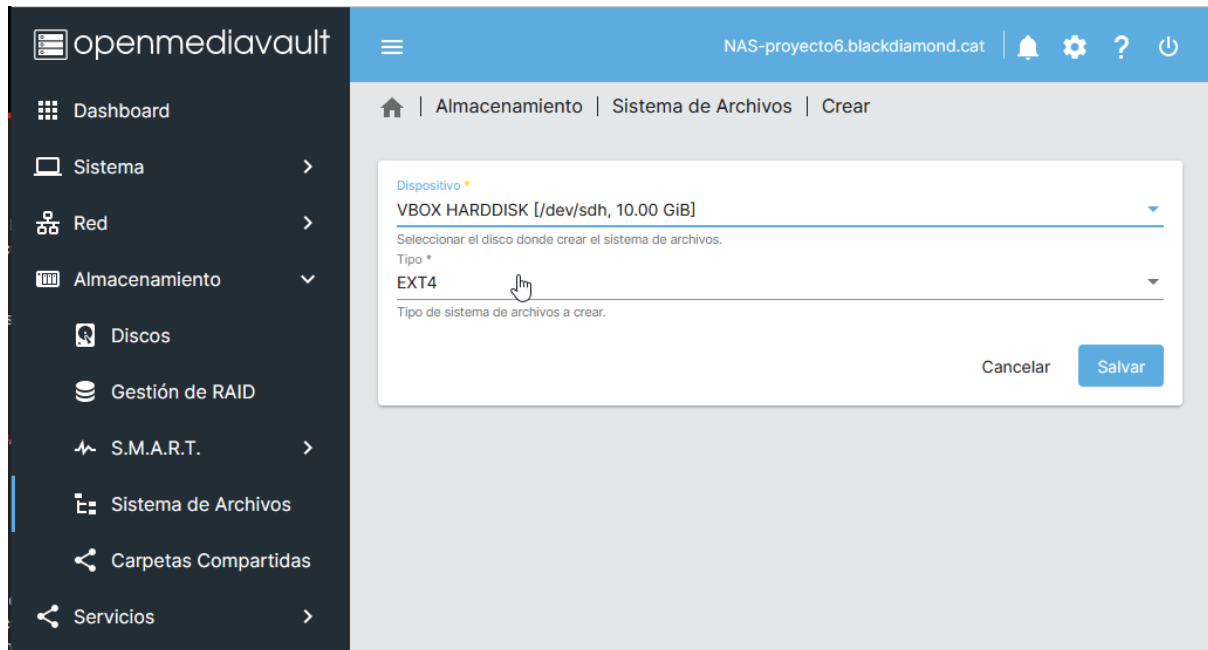 openmediavault
NAS-proyecto6.blackdiamond.cat
Dashboard
Sistema
Red
Almacenamiento
Discos
Gestión de RAID
S.M.A.R.T.
Sistema de Archivos
Carpetas Compartidas
Servicios
Almacenamiento | Sistema de Archivos | Crear
Dispositivo *
VBOX HARDDISK [/dev/sdh, 10.00 GiB]
Seleccionar el disco donde crear el sistema de archivos.
Tipo *
EXT4
Tipo de sistema de archivos a crear.
Cancelar
Salvar